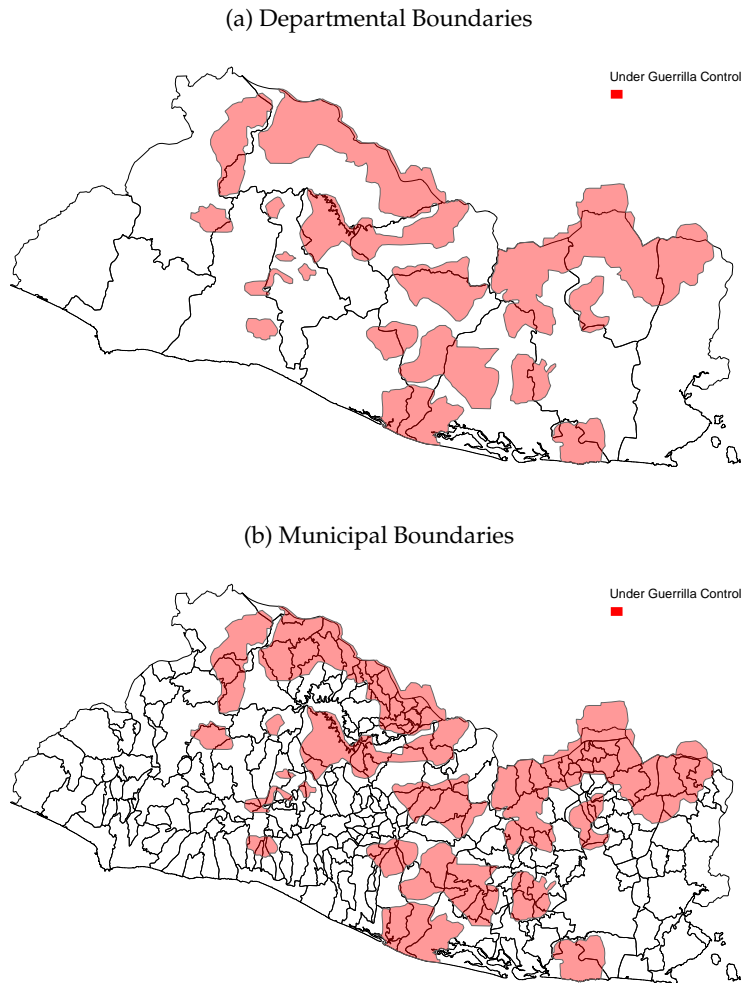 (a) Departmental Boundaries
Under Guerrilla Control
(b) Municipal Boundaries
Under Guerrilla Control